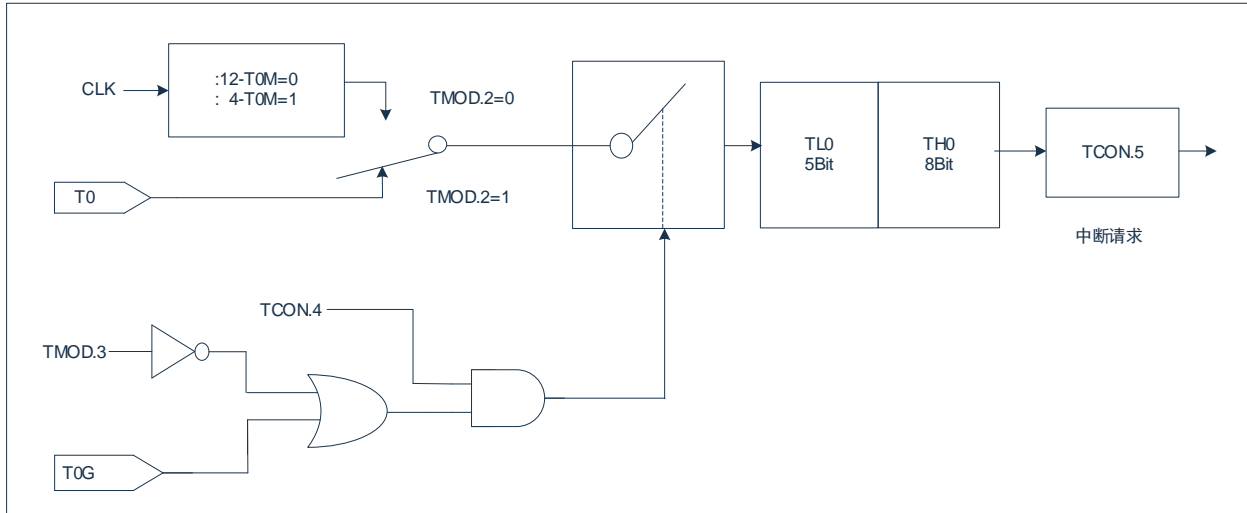 :12-T0M=0
: 4-T0M=1
CLK
TMOD.2=0
T0
TMOD.2=1
TL0
5Bit
TH0
8Bit
TCON.5
中断请求
TCON.4
TMOD.3
T0G